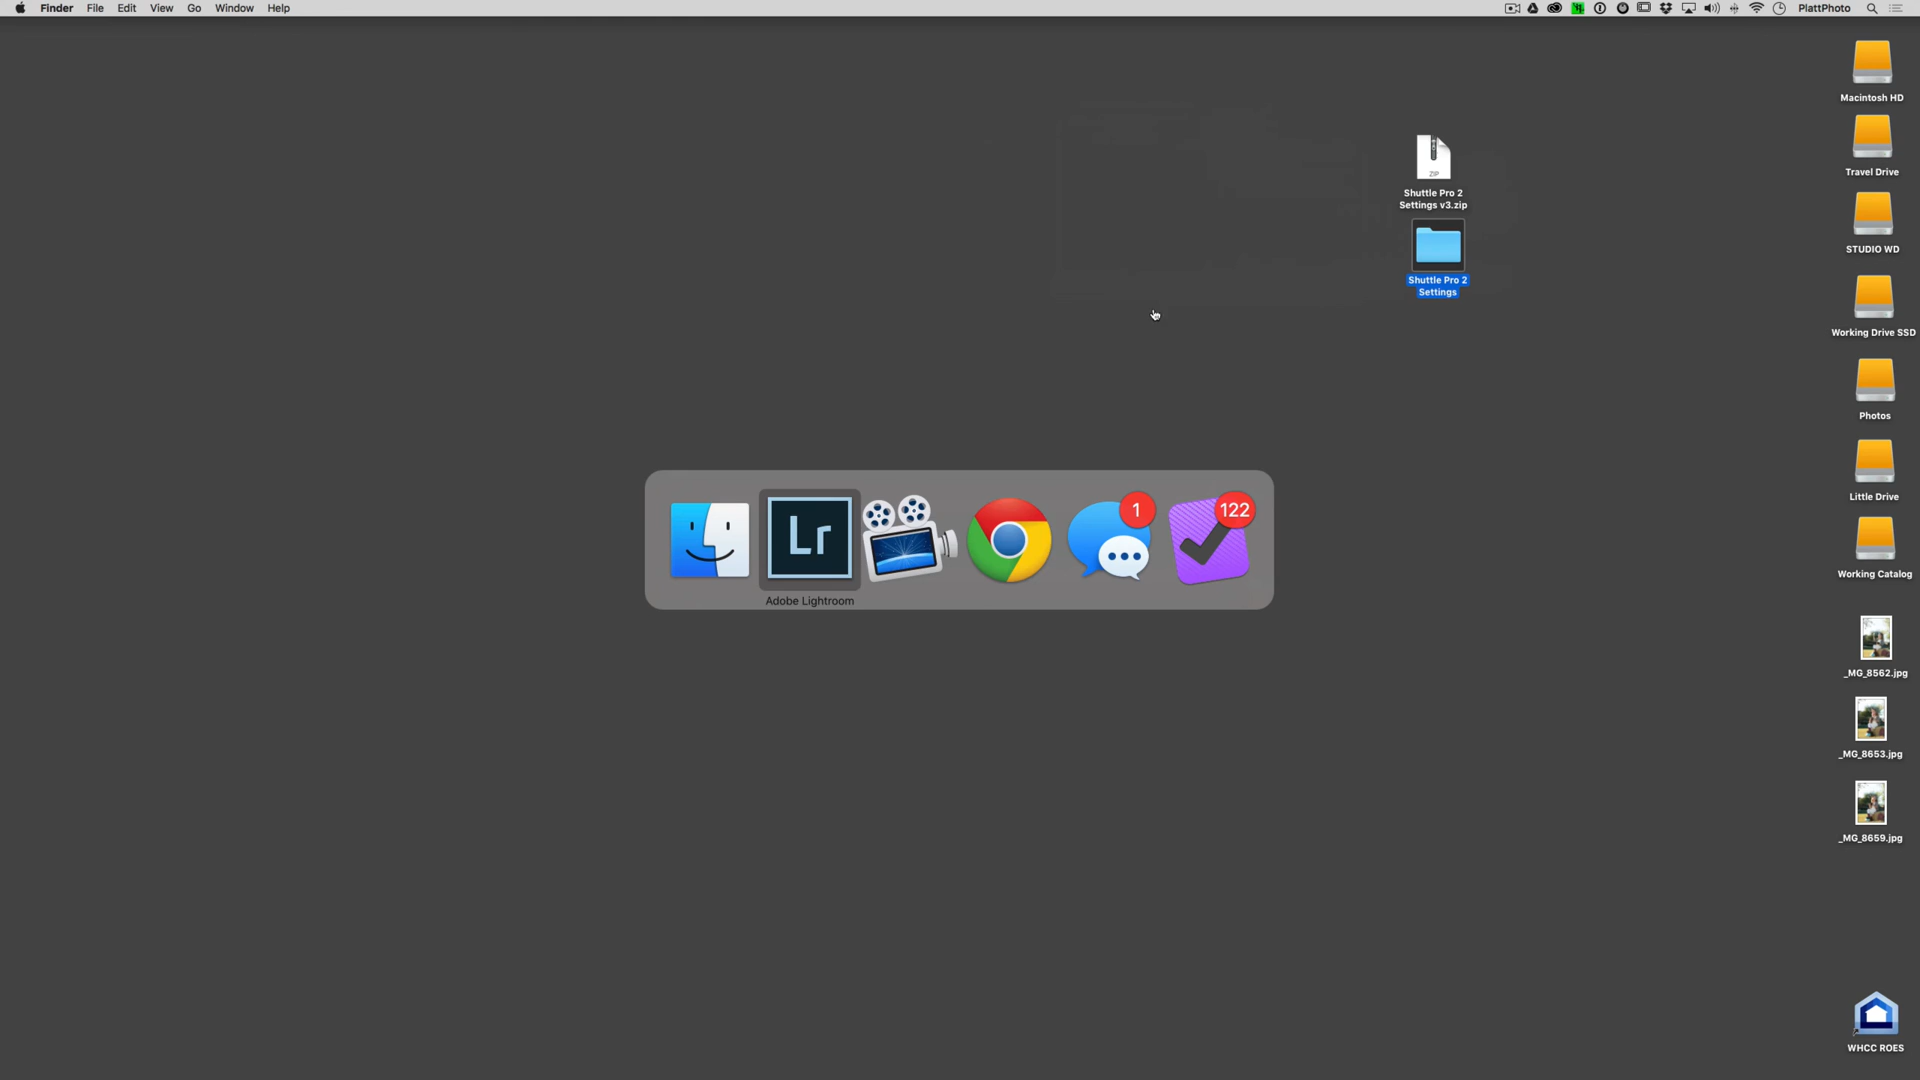 Finder File Edit View Go Window Help
PlattPhoto
Macintosh HD
Travel Drive
ZIP
Shuttle Pro 2
Settings v3.zip
STUDIO WD
Shuttle Pro 2
Settings
Working Drive SSD
Photos
Little Drive
Lr
1
122
Adobe Lightroom
Working Catalog
_MG_8562.jpg
_MG_8653.jpg
_MG_8659.jpg
WHCC ROES